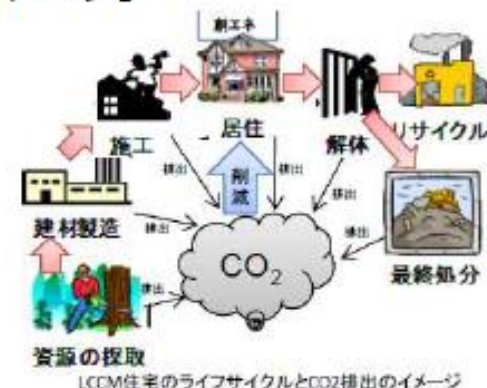 創エネ
施工
居住
解体
リサイクル
排出
排出
排出
削減
建材製造
排出
排出
最終処分
CO2
排出
資源の採取
LCCM住宅のライフサイクルとCO2排出のイメージ